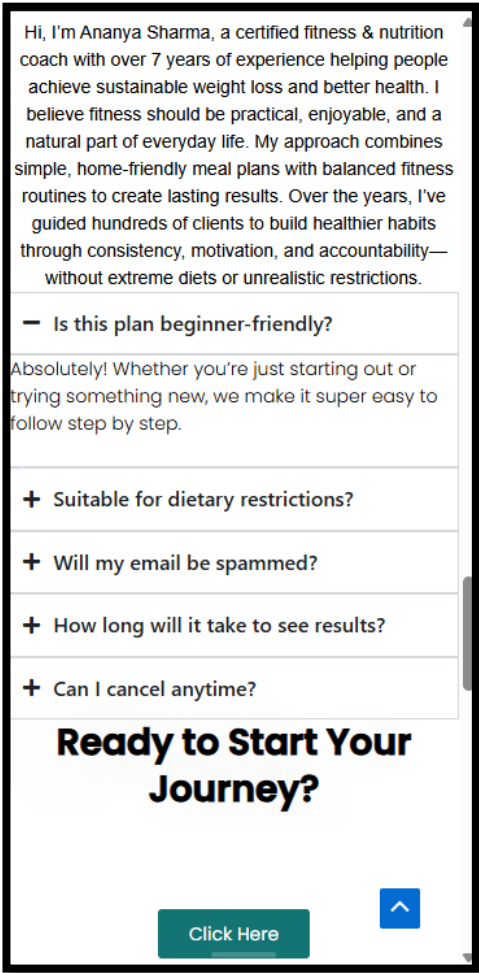 Hi, I’m Ananya Sharma, a certified fitness & nutrition
coach with over 7 years of experience helping people
achieve sustainable weight loss and better health. I
believe fitness should be practical, enjoyable, and a
natural part of everyday life. My approach combines
simple, home-friendly meal plans with balanced fitness
routines to create lasting results. Over the years, I’ve
guided hundreds of clients to build healthier habits
through consistency, motivation, and accountability—
without extreme diets or unrealistic restrictions.
Is this plan beginner-friendly?
Absolutely! Whether you’re just starting out or
trying something new, we make it super easy to
follow step by step.
Suitable for dietary restrictions?
Will my email be spammed?
How long will it take to see results?
Can I cancel anytime?
Ready to Start Your
Journey?
Click Here